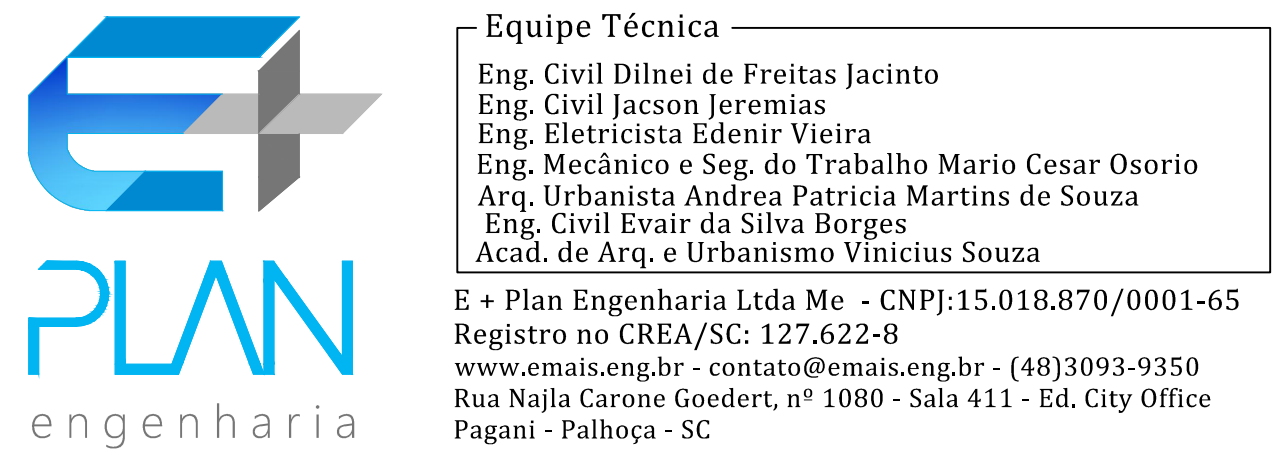 E+
PLAN
engenharia
Equipe Técnica
Eng. Civil Dilnei de Freitas Jacinto
Eng. Civil Jacson Jeremias
Eng. Eletricista Edenir Vieira
Eng. Mecânico e Seg. do Trabalho Mario Cesar Osorio
Arq. Urbanista Andrea Patricia Martins de Souza
Eng. Civil Evair da Silva Borges
Acad. de Arq. e Urbanismo Vinicius Souza
E + Plan Engenharia Ltda Me - CNPJ:15.018.870/0001-65
Registro no CREA/SC: 127.622-8
www.emais.eng.br - contato@emais.eng.br - (48)3093-9350
Rua Najla Carone Goedert, nº 1080 - Sala 411 - Ed. City Office
Pagani - Palhoça - SC